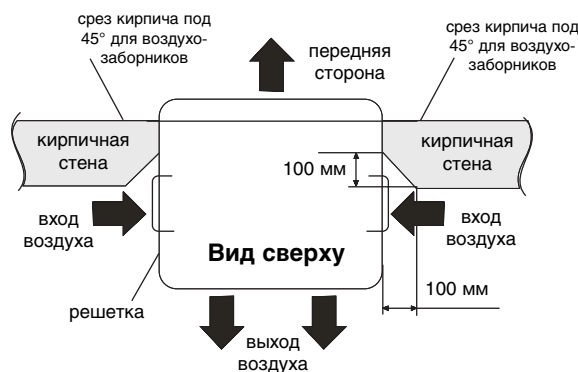 срез кирпича под
45° для воздухо-
заборников
передняя
сторона
срез кирпича под
45° для воздухо-
заборников
кирпичная
стена
кирпичная
стена
100 мм
вход
воздуха
вход
воздуха
Вид сверху
решетка
100 мм
выход
воздуха